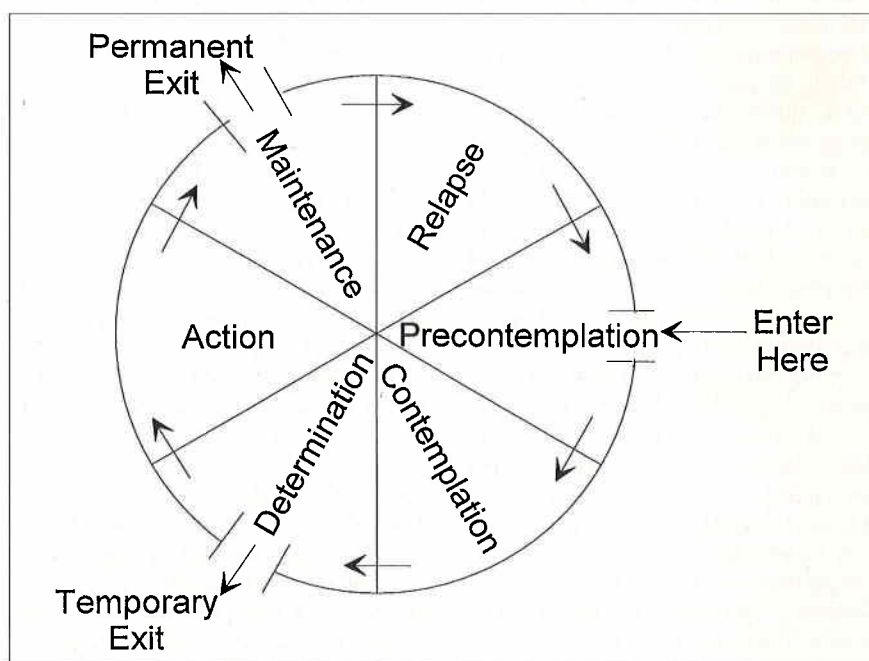 Permanent
Exit
Maintenance
Relapse
Action
Precontemplation
Enter
Here
Determination
Contemplation
Temporary
Exit